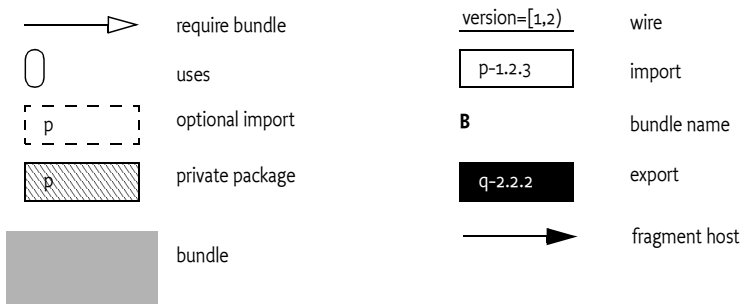 require bundle
uses
p
optional import
p
private package
bundle
version=[1,2)
wire
p-1.2.3
import
B
bundle name
q-2.2.2
export
fragment host